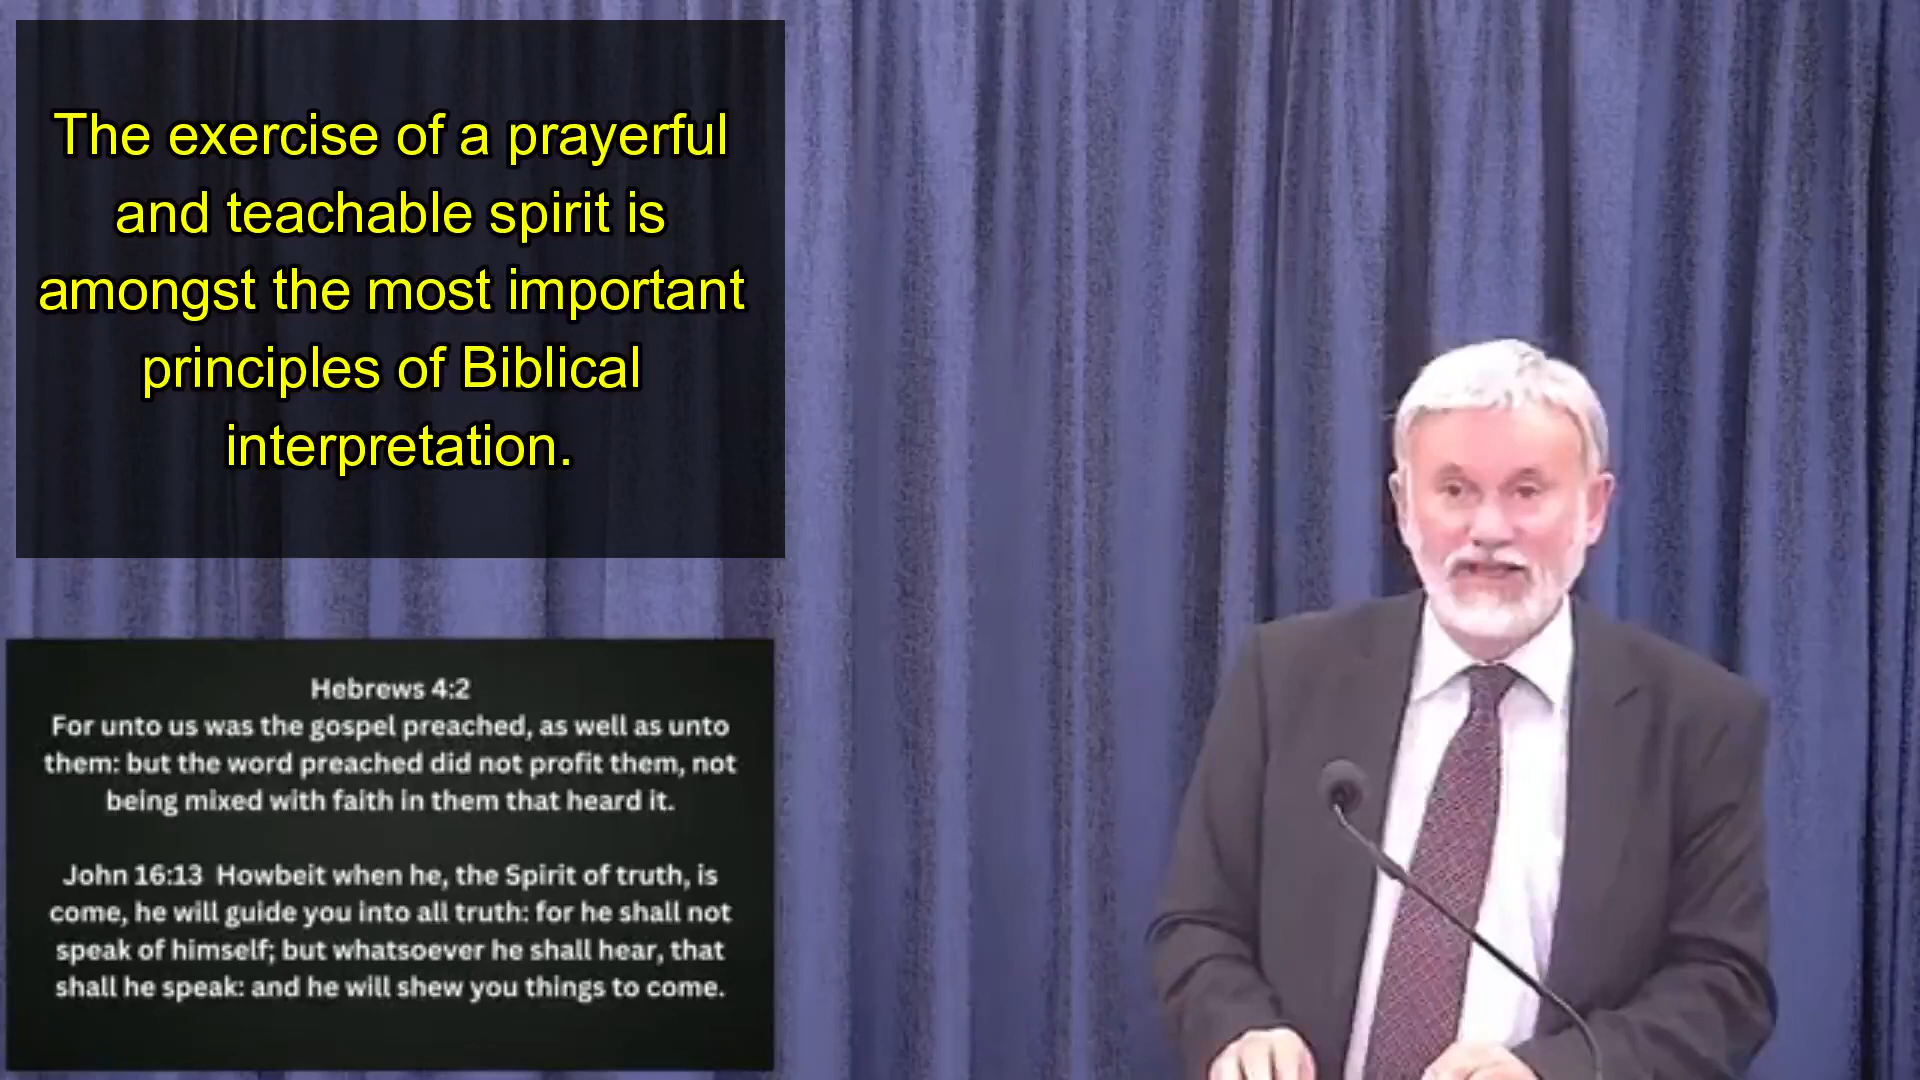 The exercise of a prayerful
and teachable spirit is
amongst the most important
principles of Biblical
interpretation.
Hebrews 4:2
For unto us was the gospel preached, as well as unto
them: but the word preached did not profit them, not
being mixed with faith in them that heard it.
John 16:13 Howbeit when he, the Spirit of truth, is
come, he will guide you into all truth: for he shall not
speak of himself; but whatsoever he shall hear, that
shall he speak: and he will shew you things to come.